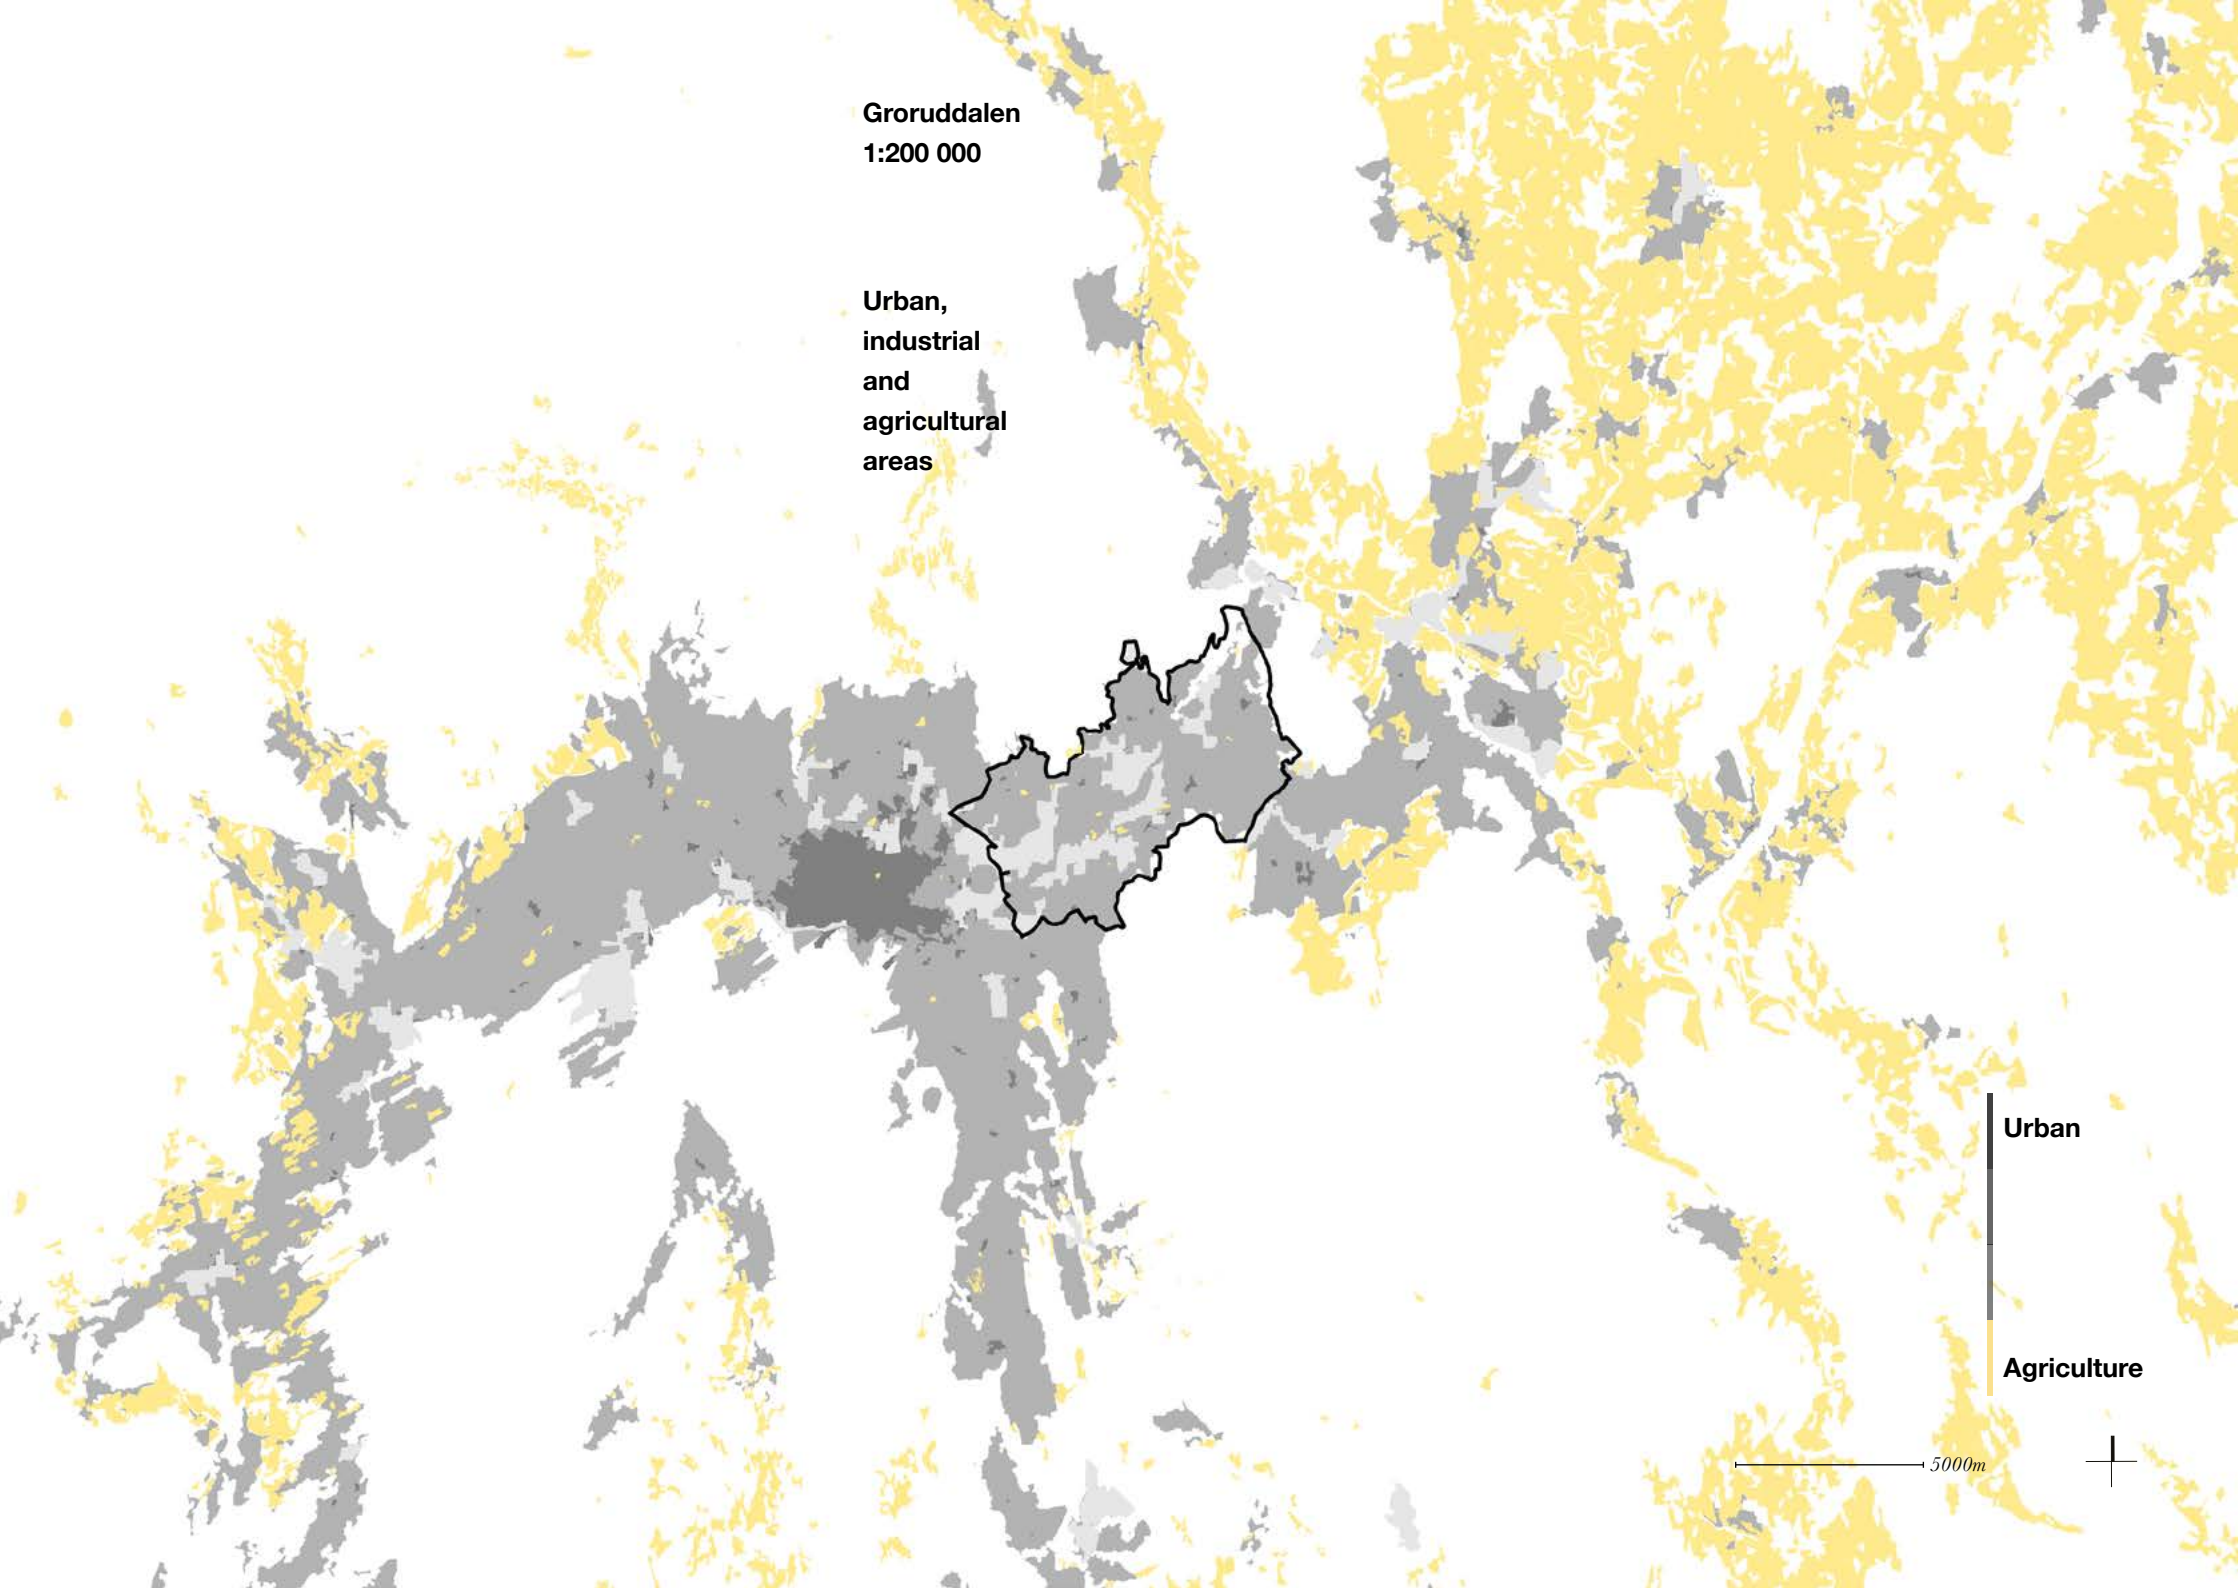 Groruddalen
1:200 000
Urban,
industrial
and
agricultural
areas
Urban
Agriculture
5000m